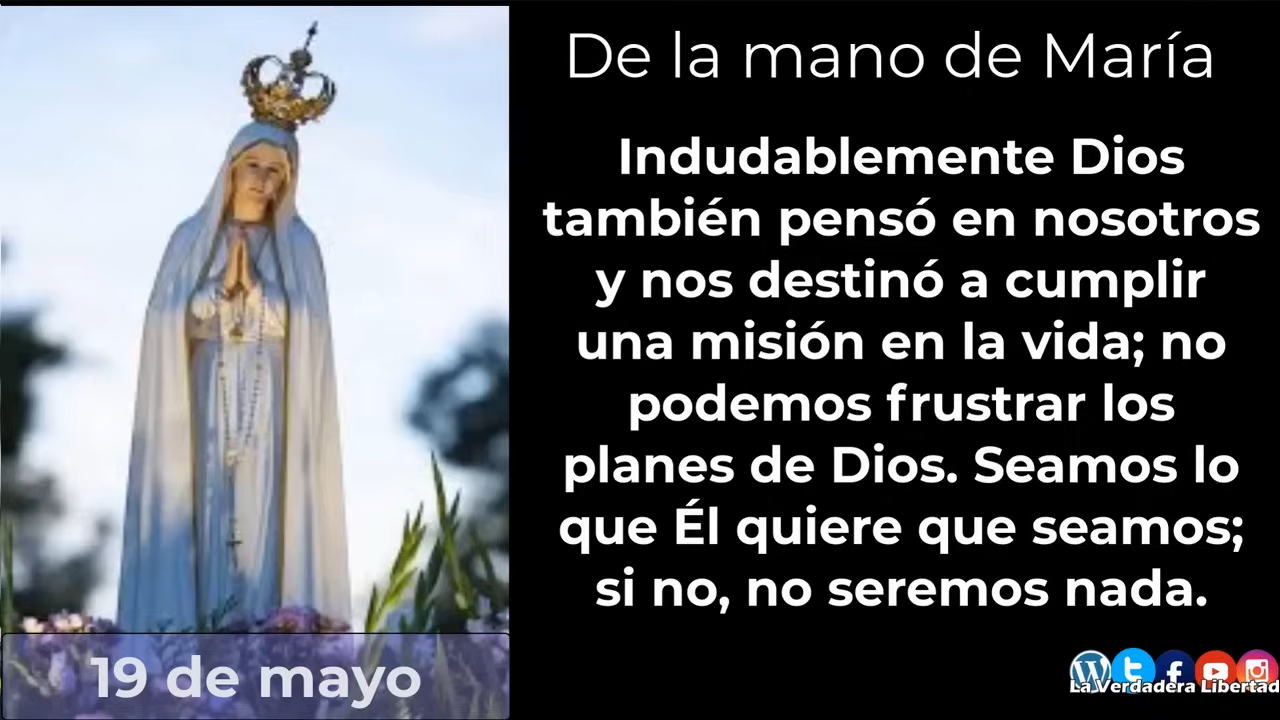 De la mano de María
Indudablemente Dios
también pensó en nosotros
y nos destinó a cumplir
una misión en la vida; no
podemos frustrar los
planes de Dios. Seamos lo
que Él quiere que seamos;
si no, no seremos nada.
19 de mayo
La Verdadera Libertad